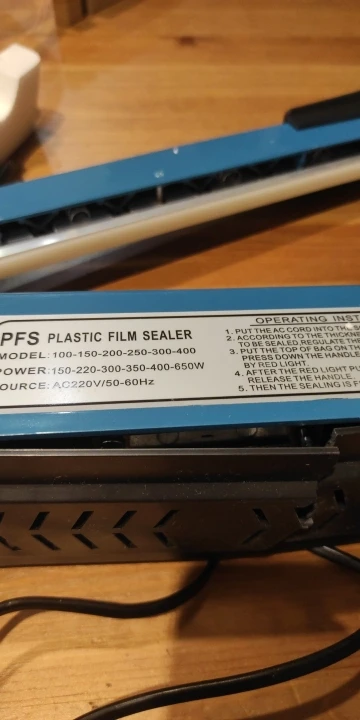 PFS PLASTIC FILM SEALER
MODEL: 100-150-200-250-300-400
POWER: 150-220-300-350-400-650W
OURCE: AC220V/50-60Hz
OPERATING INST
1. PUT THE AC CORD INTO THE
2. ACCORDING TO THE THICKNE
TO BE SEALED, REGULATE THE
3. PUT THE TOP OF BAG ON TH
PRESS DOWN THE HANDLE
BY RED LIGHT
4. AFTER THE RED LIGHT
RELEASE THE HANDLE.
5. THEN THE SEALING IS